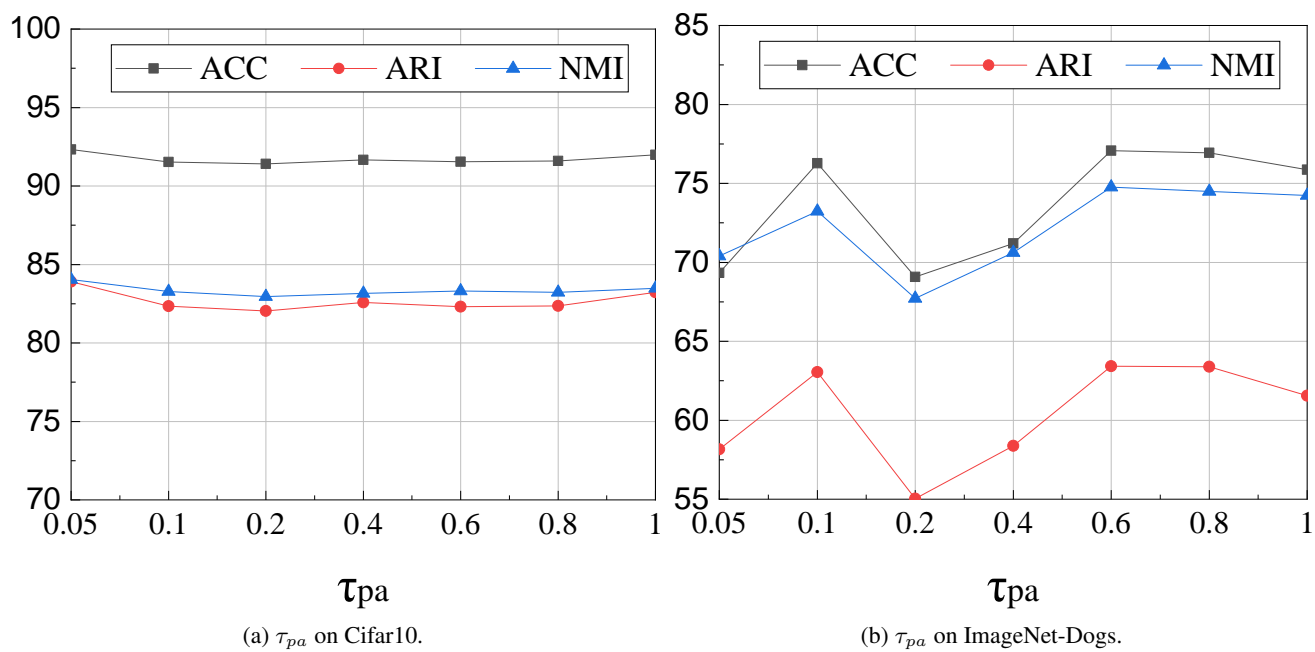 100
95
90
85
80
75
70
ACC ARI NMI
0.05 0.1 0.2 0.4 0.6 0.8 1
τpa
(a) τpa on Cifar10.
85
80
75
70
65
60
55
ACC ARI NMI
0.05 0.1 0.2 0.4 0.6 0.8 1
τpa
(b) τpa on ImageNet-Dogs.